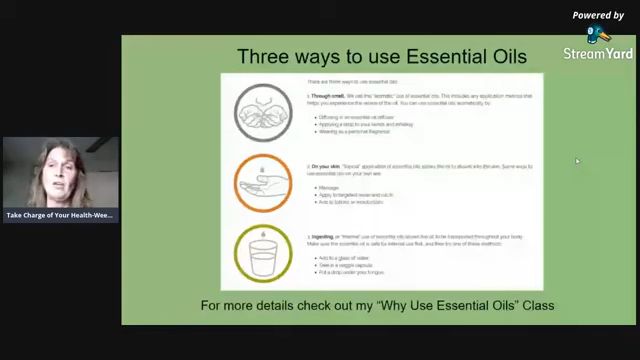 Powered by
StreamYard
Three ways to use Essential Oils
There are three ways to use essential oils:
1. Through smell. We call this "aromatic" use of essential oils. This includes any application method that
helps you experience the aroma of the oil. You can use essential oils aromatically by:
Diffusing in an essential oil diffuser
Applying a drop to your hands and inhaling
Wearing as a personal fragrance
2. On your skin. "Topical" application of essential oils allows the oil to absorb into the skin. Some ways to
use essential oils on your skin are:
Massage
Apply to targeted areas
Add to lotions or moisturizers
3. Ingesting, or "internal" use of essential oils allows the oil to be transported throughout your body.
Make sure the essential oil is safe for internal use first, and then try one of these methods:
Add to a glass of water
Take in a veggie capsule
Put a drop under your tongue
Take Charge of Your Health-Wee...
For more details check out my "Why Use Essential Oils" Class